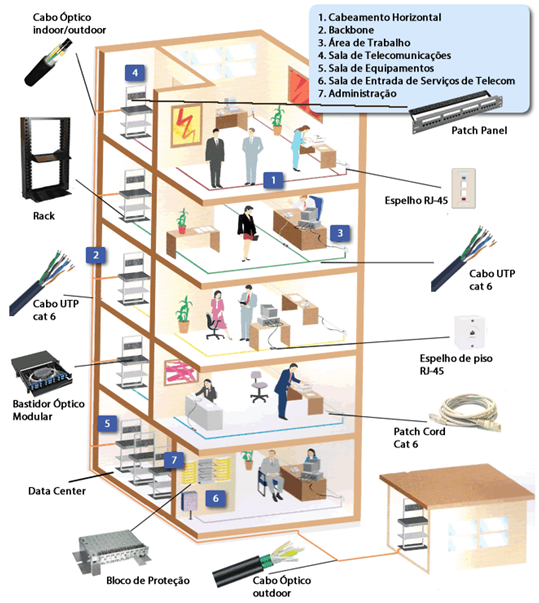 Cabo Óptico
indoor/outdoor
1. Cabeamento Horizontal
2. Backbone
3. Área de Trabalho
4. Sala de Telecomunicações
5. Sala de Equipamentos
6. Sala de Entrada de Serviços de Telecom
7. Administração
4
Patch Panel
Rack
1
Espelho RJ-45
3
2
Cabo UTP
cat 6
Cabo UTP
cat 6
Espelho de piso
RJ-45
Bastidor Óptico
Modular
5
Patch Cord
Cat 6
7
6
Data Center
Bloco de Proteção
Cabo Óptico
outdoor